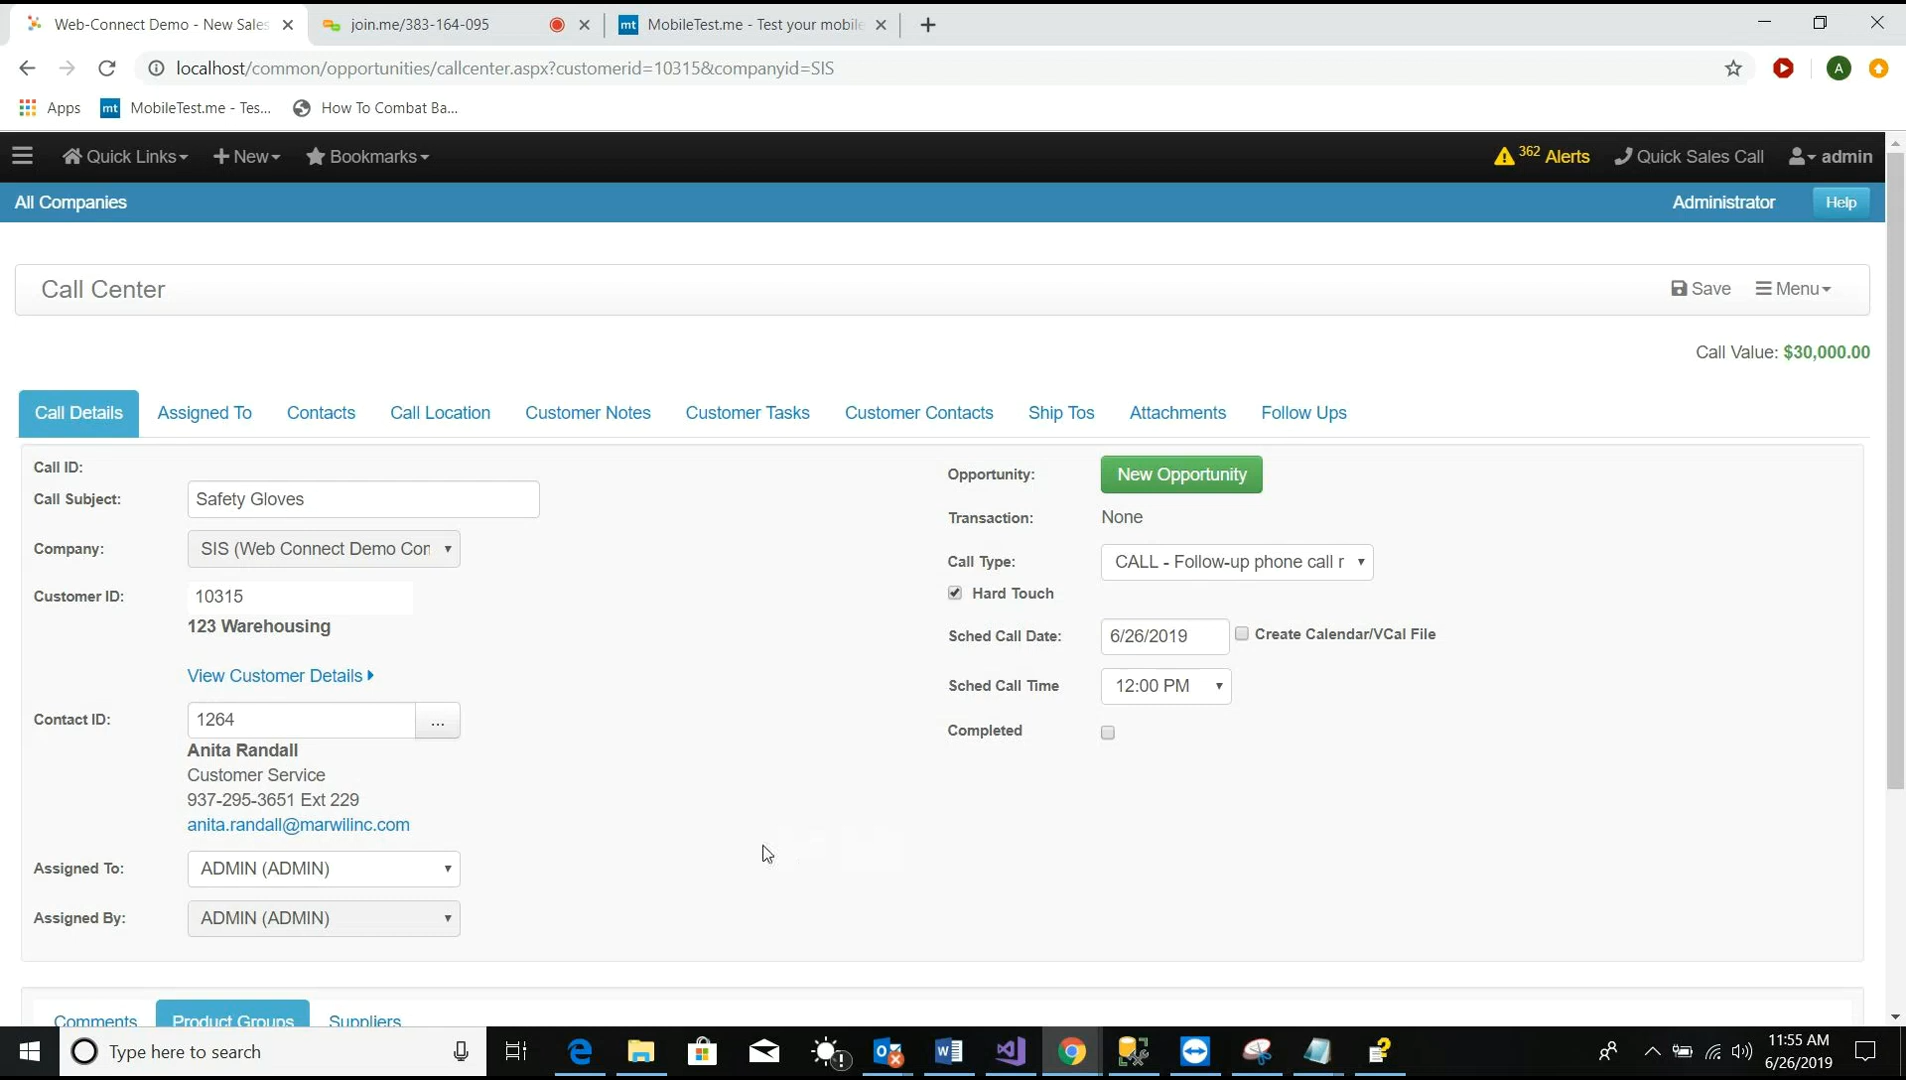 Web-Connect Demo - New Sales
join.me/383-164-095
mt MobileTest.me - Test your mobile
localhost/common/opportunities/callcenter.aspx?customerid=10315&companyid=SIS
A
Apps mt MobileTest.me - Tes... How To Combat Ba...
Quick Links New Bookmarks 362 Alerts Quick Sales Call admin
All Companies Administrator Help
Call Center Save Menu
Call Value: $30,000.00
Call Details Assigned To Contacts Call Location Customer Notes Customer Tasks Customer Contacts Ship Tos Attachments Follow Ups
Call ID:
Call Subject: Safety Gloves
Company: SIS (Web Connect Demo Con
Customer ID: 10315
123 Warehousing
View Customer Details
Contact ID: 1264 ...
Anita Randall
Customer Service
937-295-3651 Ext 229
anita.randall@marwilinc.com
Assigned To: ADMIN (ADMIN)
Assigned By: ADMIN (ADMIN)
Opportunity: New Opportunity
Transaction: None
Call Type: CALL - Follow-up phone call r
Hard Touch
Sched Call Date: 6/26/2019 Create Calendar/VCal File
Sched Call Time 12:00 PM
Completed
Comments Product Groups Suppliers
Type here to search
11:55 AM
6/26/2019